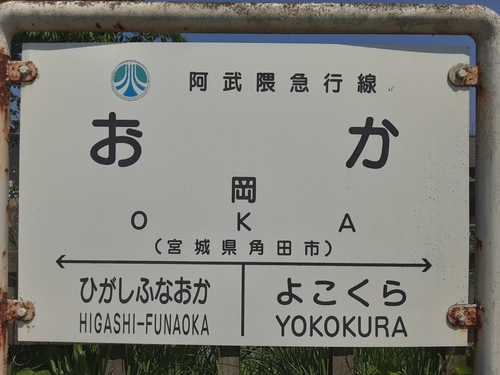 阿武隈急行線
おか
岡
OKA
(宮城県角田市)
ひがしふなおか よこくら
HIGASHI-FUNAOKA YOKOKURA